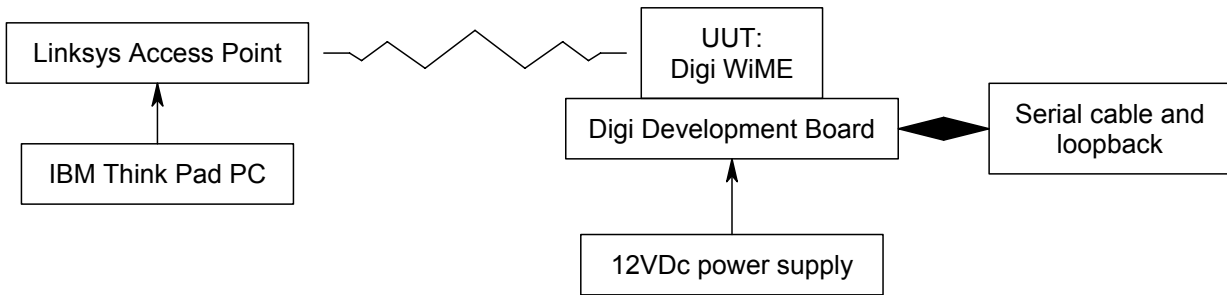 Linksys Access Point
IBM Think Pad PC
UUT:
Digi WiME
Digi Development Board
Serial cable and
loopback
12VDc power supply